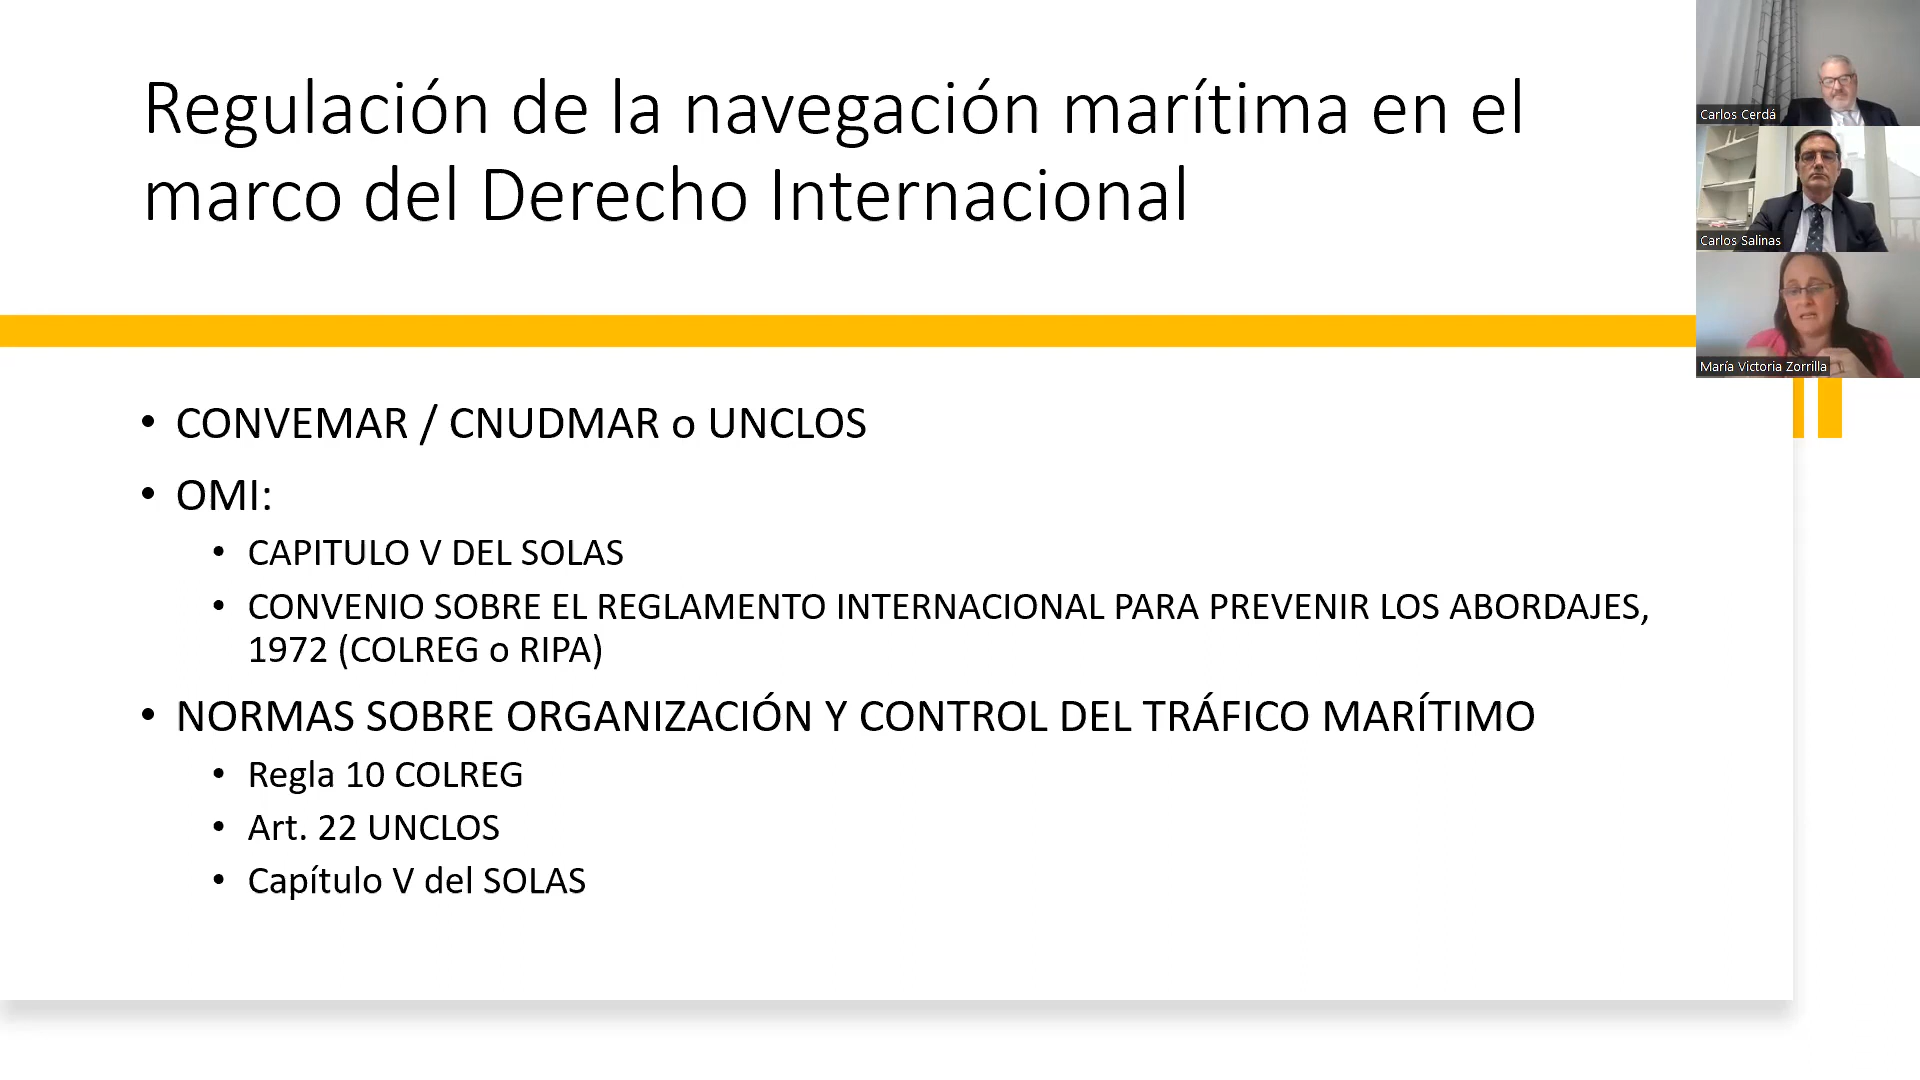 Regulación de la navegación marítima en el
marco del Derecho Internacional
• CONVEMAR / CNUDMAR o UNCLOS
• OMI:
• CAPITULO V DEL SOLAS
• CONVENIO SOBRE EL REGLAMENTO INTERNACIONAL PARA PREVENIR LOS ABORDAJES,
1972 (COLREG o RIPA)
• NORMAS SOBRE ORGANIZACIÓN Y CONTROL DEL TRÁFICO MARÍTIMO
• Regla 10 COLREG
• Art. 22 UNCLOS
• Capítulo V del SOLAS
Carlos Cerdá
Carlos Salinas
María Victoria Zorrilla